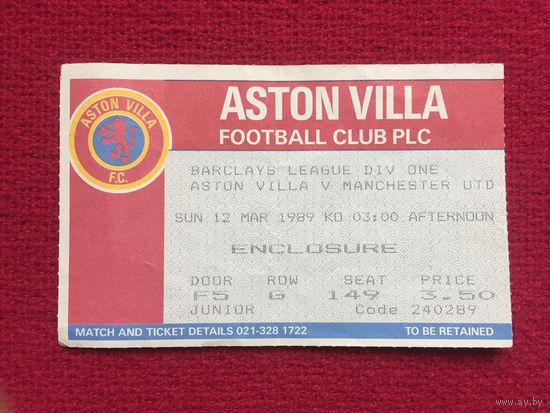 ASTON VILLA
FOOTBALL CLUB PLC
ASTON VILLA
F.C.
BARCLAYS LEAGUE DIV ONE
ASTON VILLA V MANCHESTER UTD
SUN 12 MAR 1989 KO 03:00 AFTERNOON
ENCLOSURE
DOOR ROW SEAT PRICE
F5 G 149 3.50
JUNIOR Code 240289
MATCH AND TICKET DETAILS 021-328 1722 TO BE RETAINED
www.ay.by